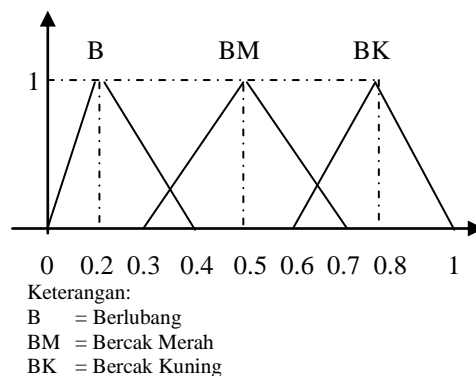 B BM BK
1
0 0.2 0.3 0.4 0.5 0.6 0.7 0.8 1
Keterangan:
B = Berlubang
BM = Bercak Merah
BK = Bercak Kuning